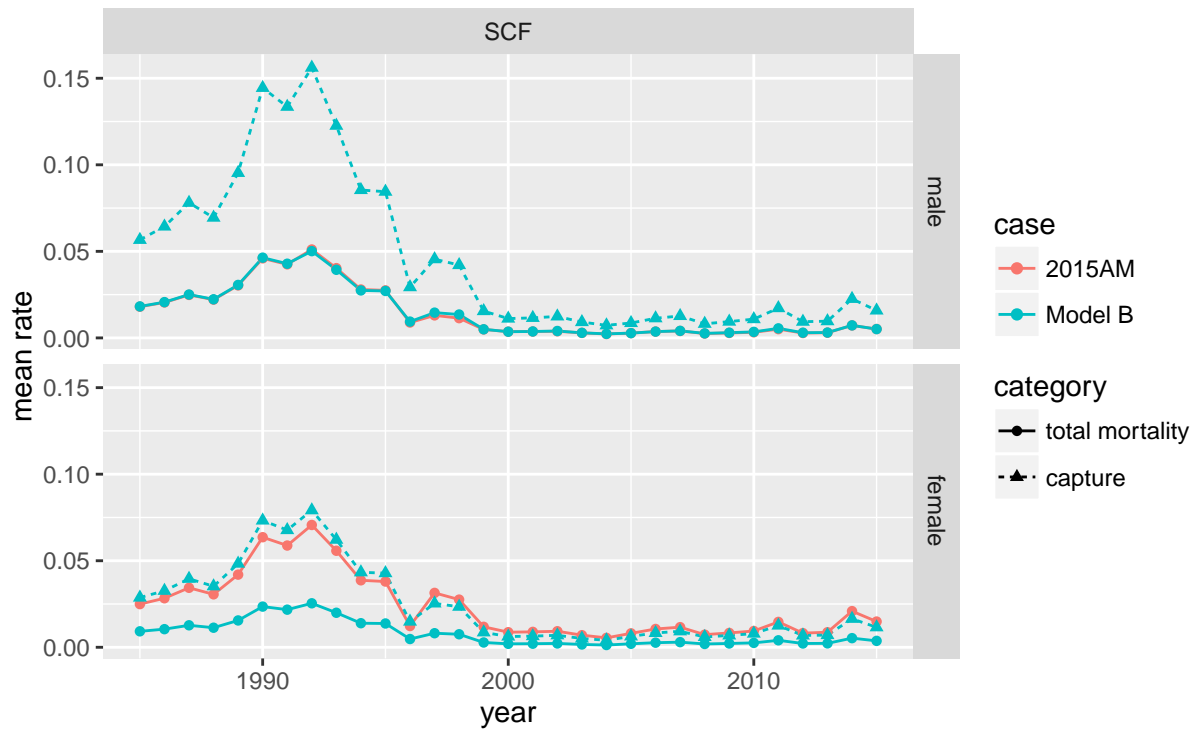 SCF
0.15
0.10
0.05
0.00
male
0.15
0.10
0.05
0.00
female
mean rate
1990
2000
2010
year
case
2015AM
Model B
category
total mortality
capture